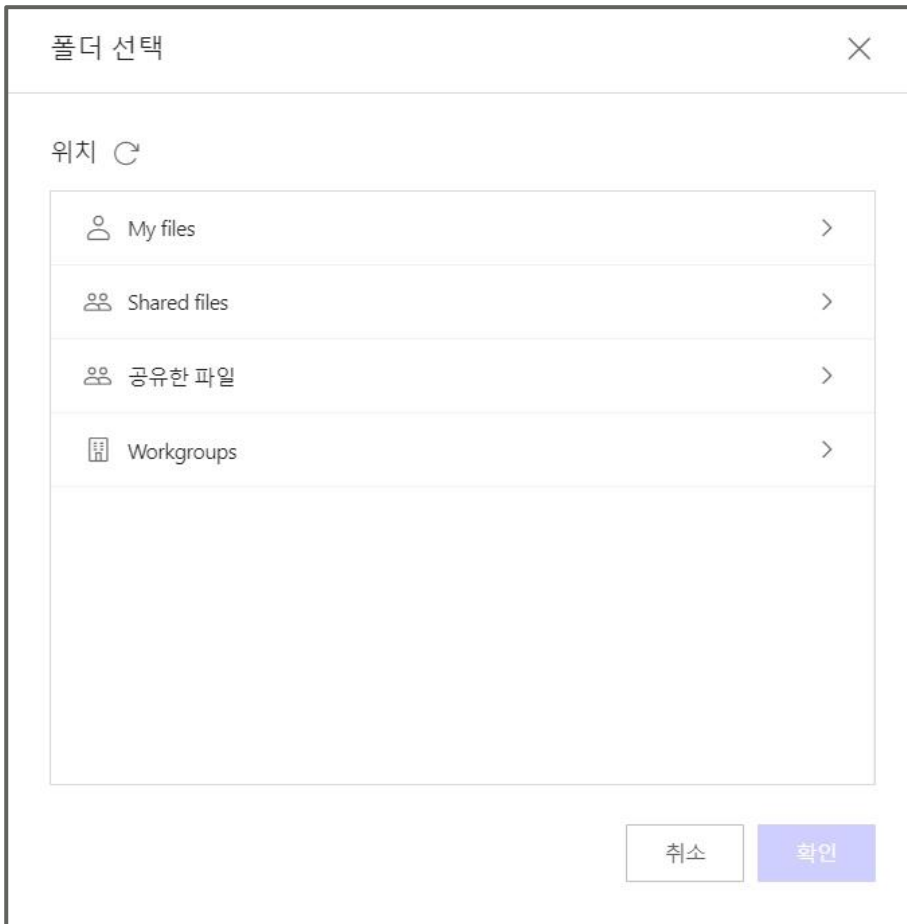 폴더 선택
위치
My files
Shared files
공유한 파일
Workgroups
취소
확인